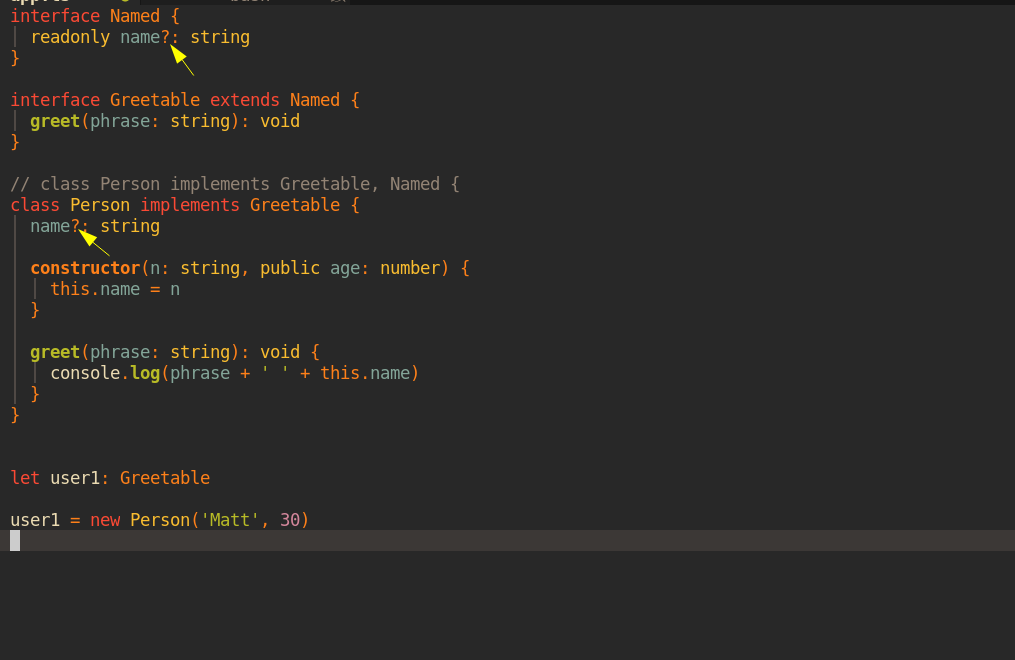 interface Named {
  readonly name?: string
}
interface Greetable extends Named {
  greet(phrase: string): void
}
// class Person implements Greetable, Named {
class Person implements Greetable {
  name?: string
  constructor(n: string, public age: number) {
    this.name = n
  }
  greet(phrase: string): void {
    console.log(phrase + ' ' + this.name)
  }
}
let user1: Greetable
user1 = new Person('Matt', 30)